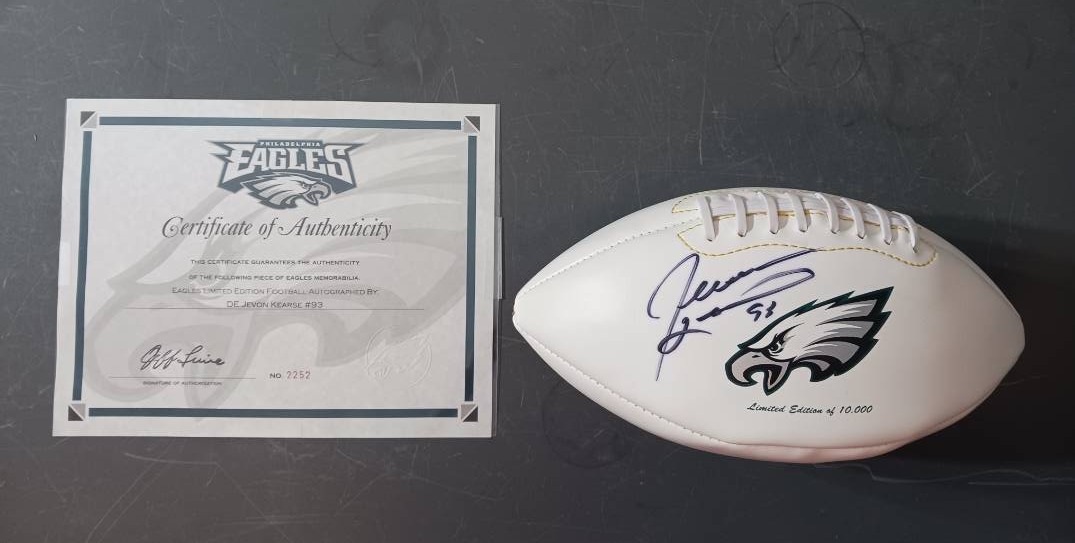 PHILADELPHIA
EAGLES
Certificate of Authenticity
THIS CERTIFICATE GUARANTEES THE AUTHENTICITY
OF THE FOLLOWING PIECE OF EAGLES MEMORABILIA.
EAGLES LIMITED EDITION FOOTBALL AUTOGRAPHED BY:
DE JEVON KEARSE #93
SIGNATURE OF AUTHORIZATION
NO. 2252
Jevon
Kearse 93
Limited Edition of 10,000